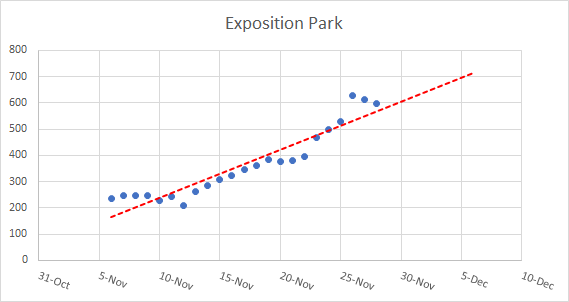 Exposition Park
800
700
600
500
400
300
200
100
0
31-Oct
5-Nov
10-Nov
15-Nov
20-Nov
25-Nov
30-Nov
5-Dec
10-Dec